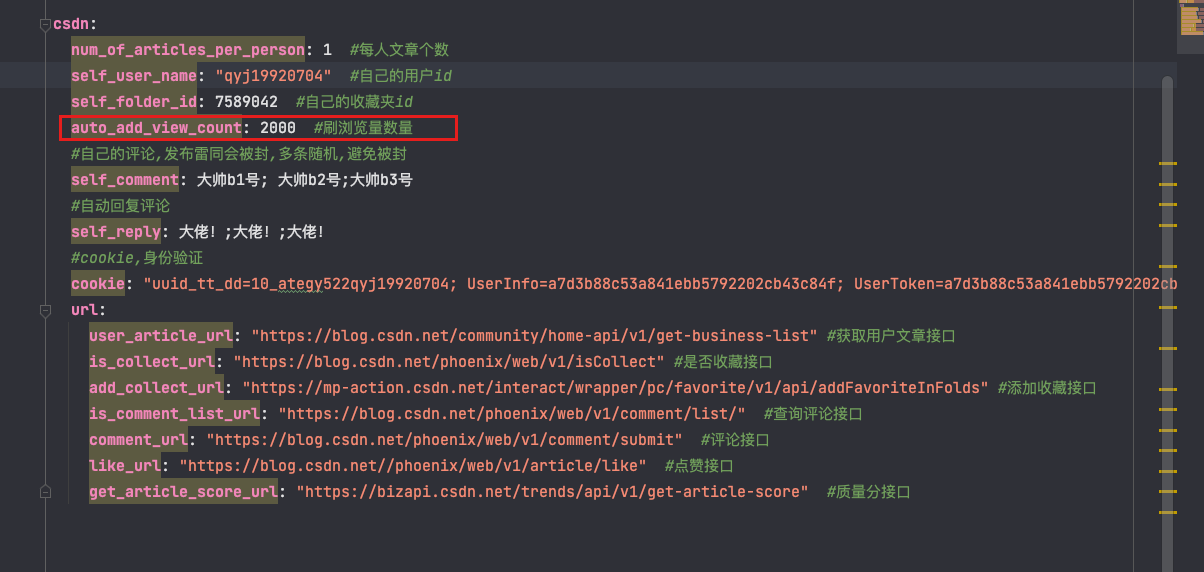 csdn:
num_of_articles_per_person: 1 #每人文章个数
self_user_name: "qyj19920704" #自己的用户id
self_folder_id: 7589042 #自己的收藏夹id
auto_add_view_count: 2000 #刷浏览量数量
#自己的评论,发布雷同会被封,多条随机,避免被封
self_comment: 大帅b1号; 大帅b2号;大帅b3号
#自动回复评论
self_reply: 大佬！;大佬！;大佬！
#cookie,身份验证
cookie: "uuid_tt_dd=10_ategy522qyj19920704; UserInfo=a7d3b88c53a841ebb5792202cb43c84f; UserToken=a7d3b88c53a841ebb5792202cb
url:
user_article_url: "https://blog.csdn.net/community/home-api/v1/get-business-list" #获取用户文章接口
is_collect_url: "https://blog.csdn.net/phoenix/web/v1/isCollect" #是否收藏接口
add_collect_url: "https://mp-action.csdn.net/interact/wrapper/pc/favorite/v1/api/addFavoriteInFolds" #添加收藏接口
is_comment_list_url: "https://blog.csdn.net/phoenix/web/v1/comment/list/" #查询评论接口
comment_url: "https://blog.csdn.net/phoenix/web/v1/comment/submit" #评论接口
like_url: "https://blog.csdn.net//phoenix/web/v1/article/like" #点赞接口
get_article_score_url: "https://bizapi.csdn.net/trends/api/v1/get-article-score" #质量分接口